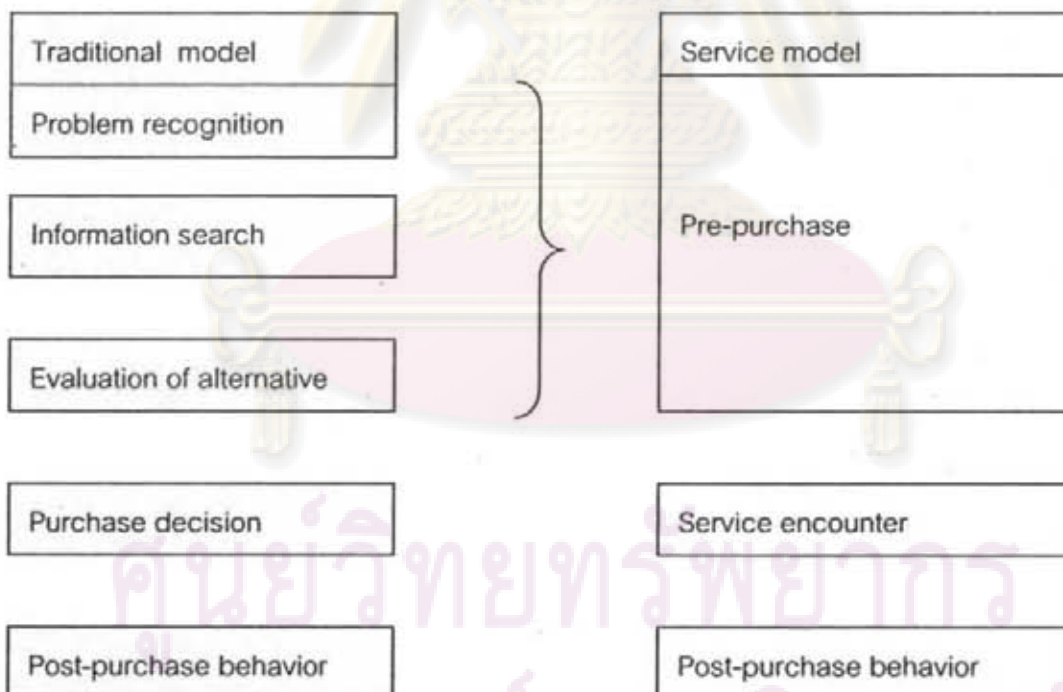 Traditional model
Problem recognition
Information search
Evaluation of alternative
Purchase decision
Post-purchase behavior
Service model
Pre-purchase
Service encounter
Post-purchase behavior
ศูนย์วิทยทรัพยากร